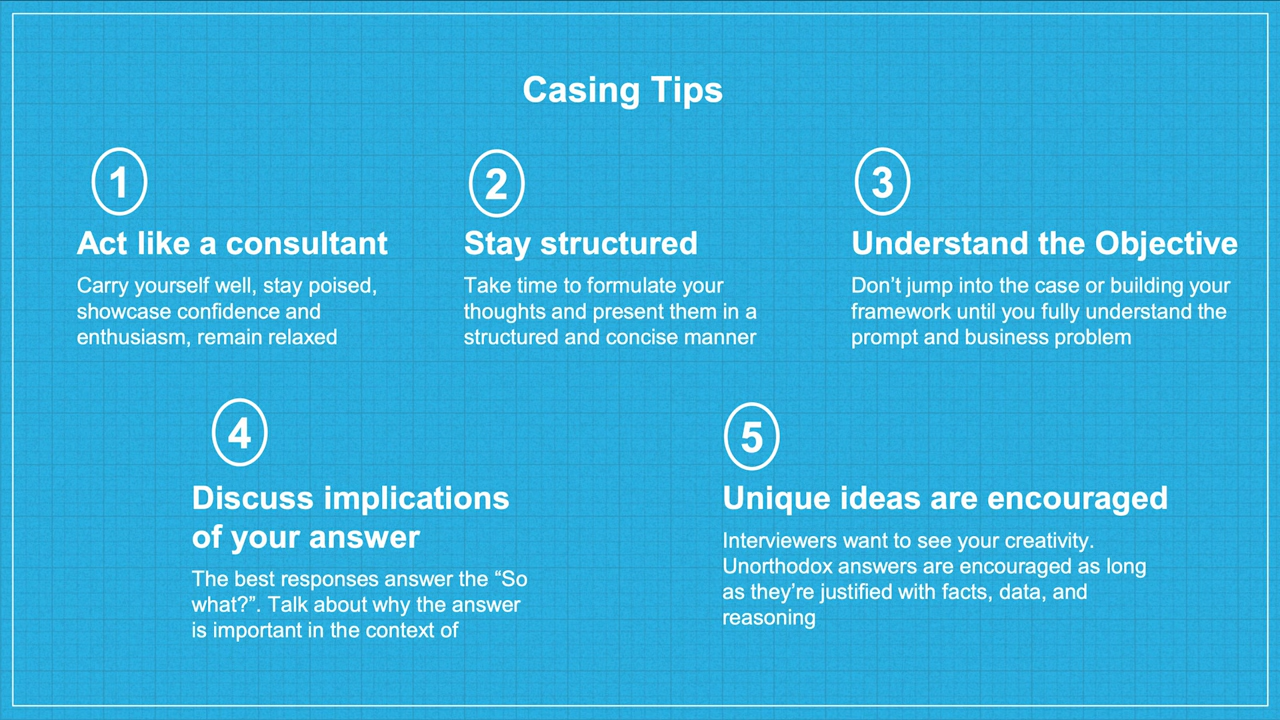 Casing Tips
1
Act like a consultant
Carry yourself well, stay poised,
showcase confidence and
enthusiasm, remain relaxed
2
Stay structured
Take time to formulate your
thoughts and present them in a
structured and concise manner
3
Understand the Objective
Don’t jump into the case or building your
framework until you fully understand the
prompt and business problem
4
Discuss implications
of your answer
The best responses answer the “So
what?”. Talk about why the answer
is important in the context of
5
Unique ideas are encouraged
Interviewers want to see your creativity.
Unorthodox answers are encouraged as long
as they’re justified with facts, data, and
reasoning